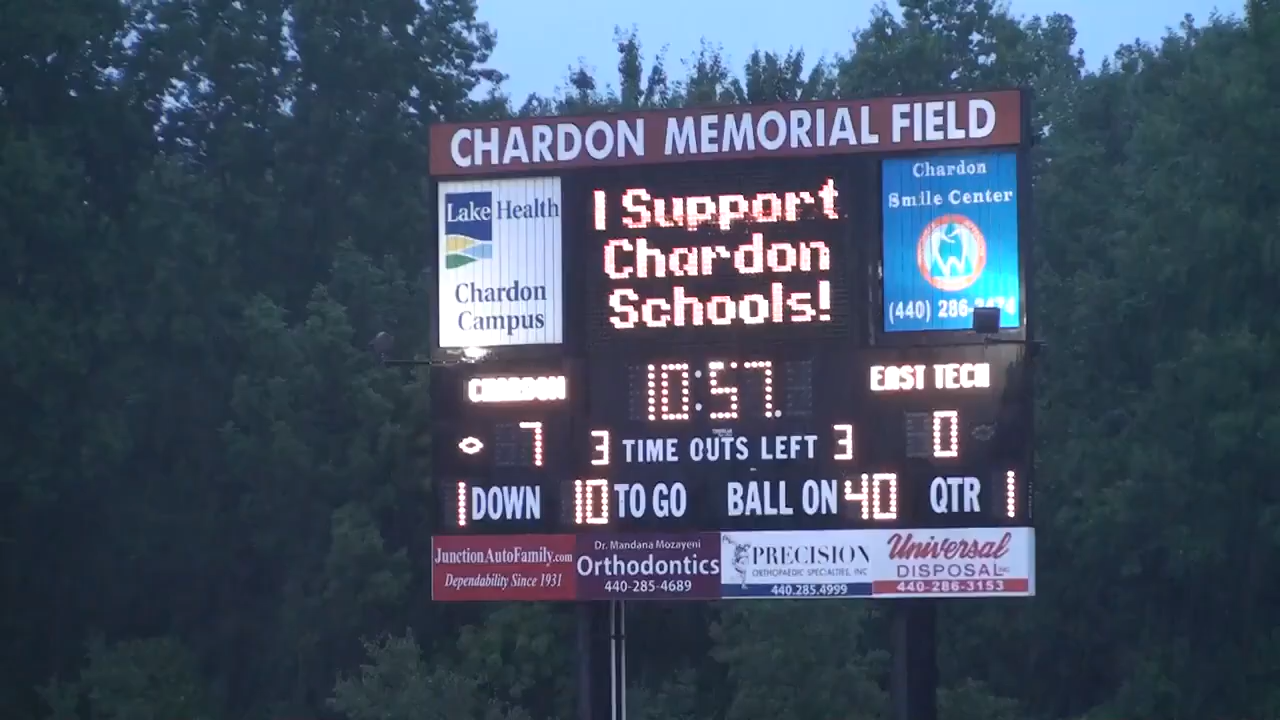 CHARDON MEMORIAL FIELD
Lake Health
Chardon
Campus
I Support
Chardon
Schools!
Chardon
Smile Center
(440) 286-
CHARDON
10:57
EAST TECH
7
3 TIME OUTS LEFT 3
0
1 DOWN 10 TO GO BALL ON 40 QTR 1
JunctionAutoFamily.com
Dependability Since 1931
Dr. Mandana Mozayeni
Orthodontics
440-285-4689
PRECISION
ORTHOPAEDIC SPECIALTIES, INC
440.285.4999
Universal
DISPOSAL INC
440-286-3153